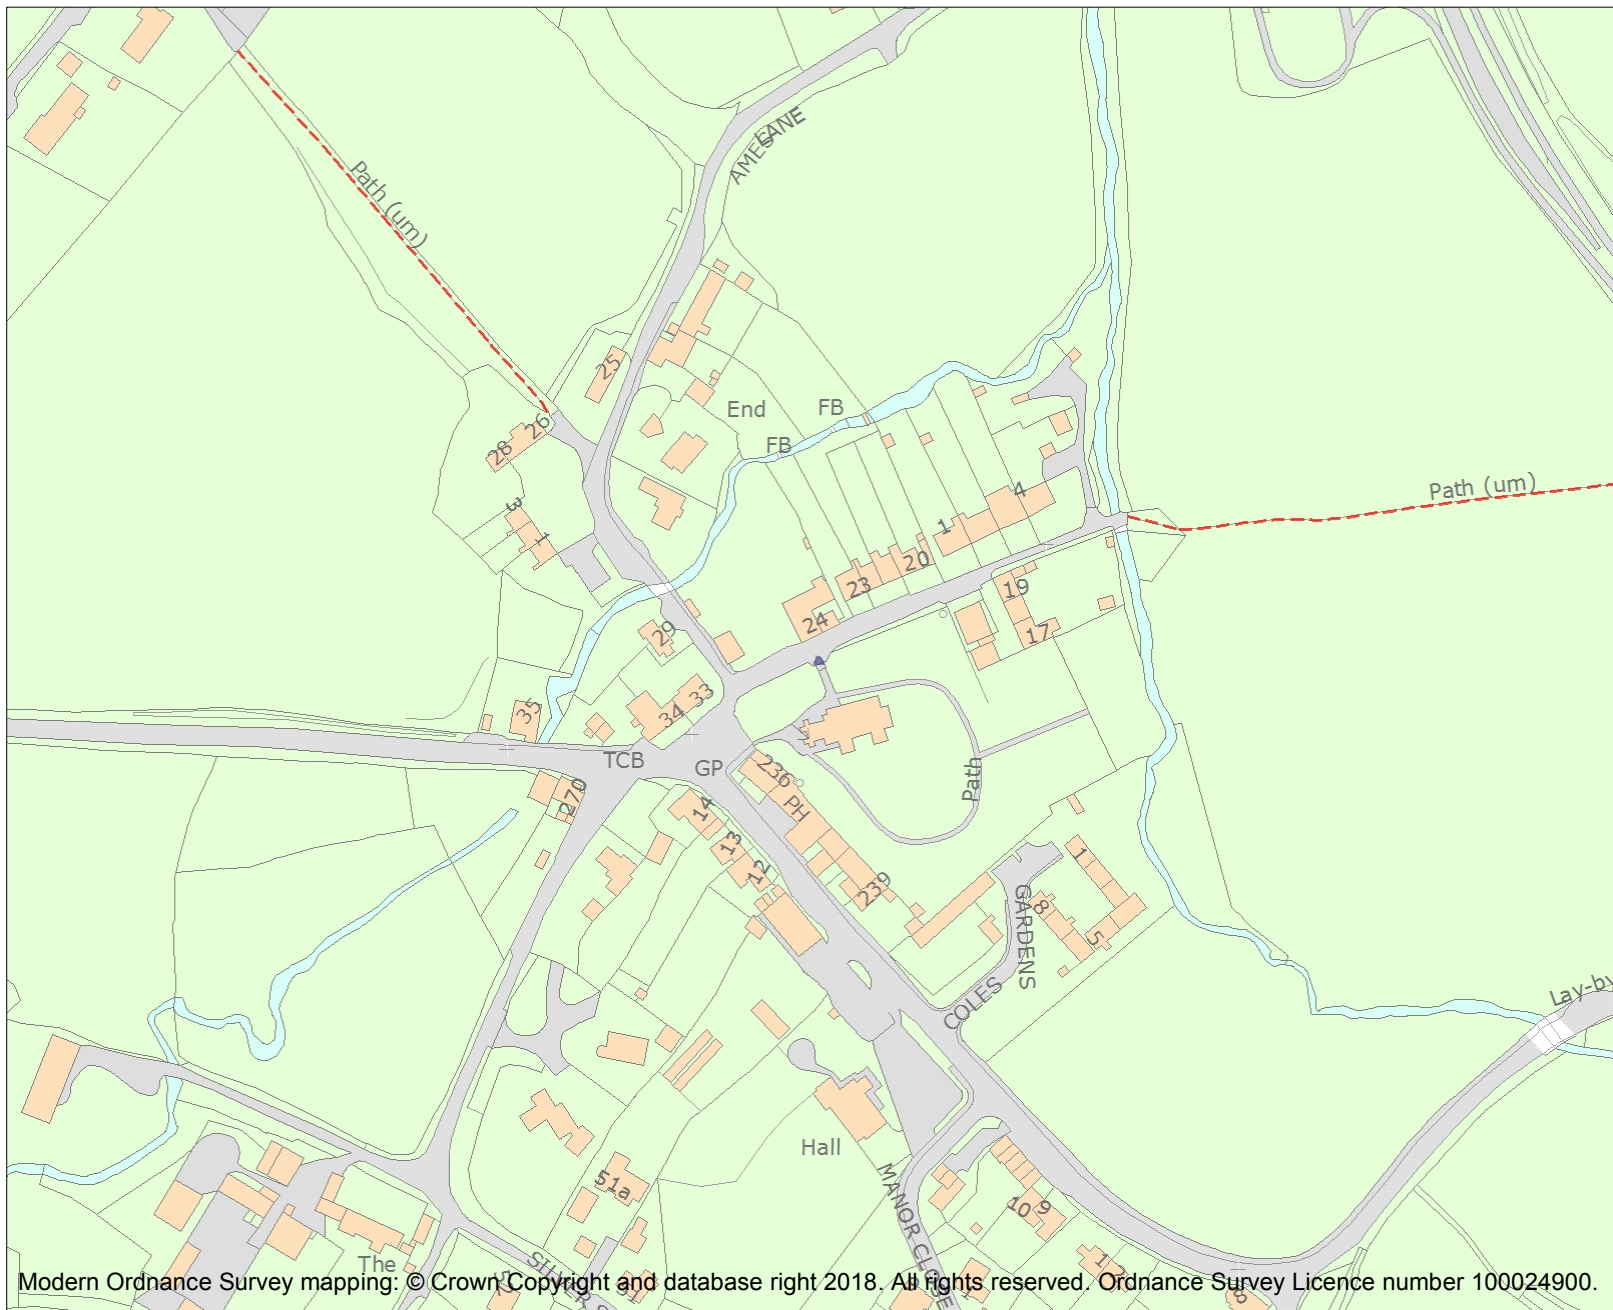 AMES LANE
Path (um)
25
End
FB
FB
26
28
3
1
4
1
20
23
24
Path (um)
19
17
29
33
34
35
TCB
GP
236
PH
270
14
13
12
239
Path
1
8
5
COLES GARDENS
Lay-by
Hall
51a
MANOR CLOSE
10
9
12
The
Modern Ordnance Survey mapping: © Crown Copyright and database right 2018. All rights reserved. Ordnance Survey Licence number 100024900.